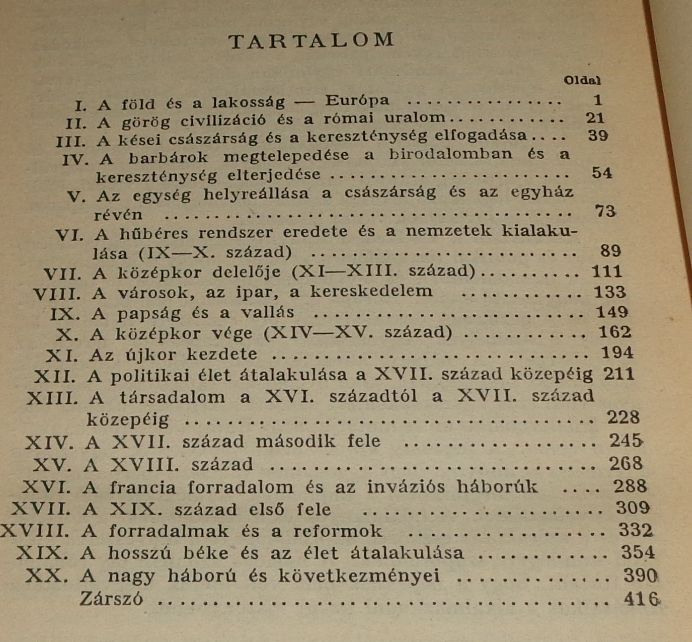 TARTALOM
Oldal
I. A föld és a lakosság — Európa ................ 1
II. A görög civilizáció és a római uralom............ 21
III. A kései császárság és a kereszténység elfogadása.... 39
IV. A barbárok megtelepedése a birodalomban és a
kereszténység elterjedése........................ 54
V. Az egység helyreállása a császárság és az egyház
révén ......................................... 73
VI. A hűbéres rendszer eredete és a nemzetek kialaku-
lása (IX—X. század) ........................... 89
VII. A középkor delelője (XI—XIII. század).......... 111
VIII. A városok, az ipar, a kereskedelem ............ 133
IX. A papság és a vallás ........................... 149
X. A középkor vége (XIV—XV. század) ............ 162
XI. Az újkor kezdete ................................ 194
XII. A politikai élet átalakulása a XVII. század közepéig 211
XIII. A társadalom a XVI. századtól a XVII. század
közepéig ......................................... 228
XIV. A XVII. század második fele ................... 245
XV. A XVIII. század ................................. 268
XVI. A francia forradalom és az inváziós háborúk .... 288
XVII. A XIX. század első fele ........................ 309
XVIII. A forradalmak és a reformok ................... 332
XIX. A hosszú béke és az élet átalakulása ............ 354
XX. A nagy háború és következményei .............. 390
Zárszó .......................................... 416